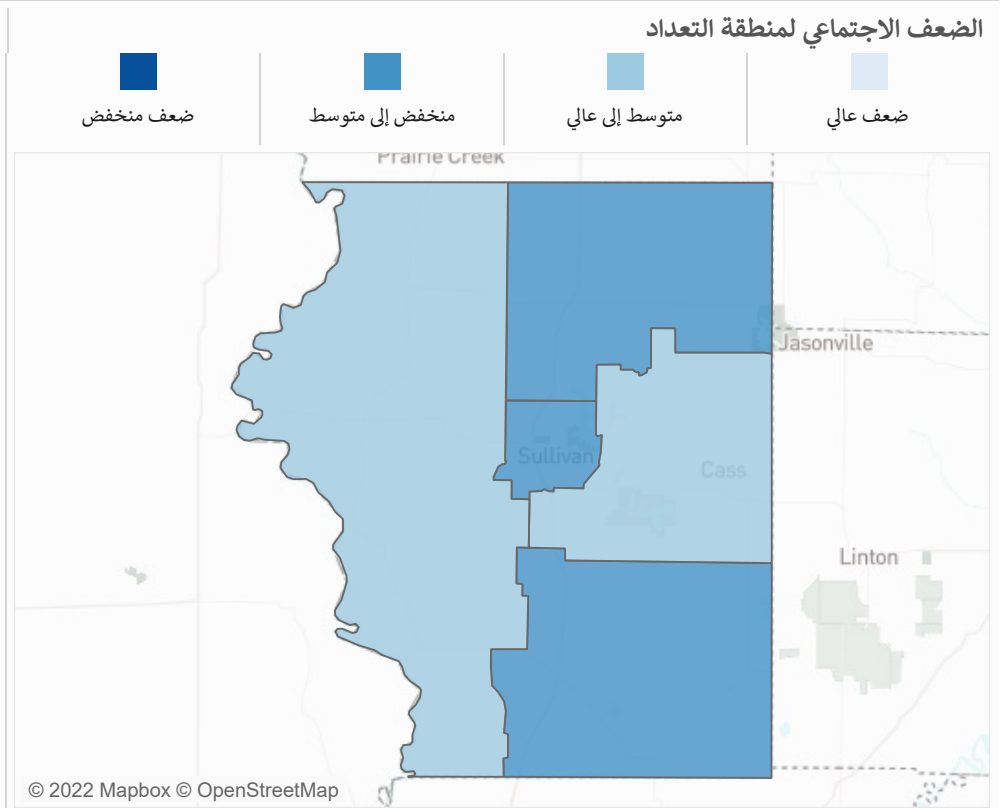 الضعف الاجتماعي لمنطقة التعداد
ضعف عالي
متوسط إلى عالي
منخفض إلى متوسط
ضعف منخفض
Prairie Creek
Jasonville
Sullivan
Cass
Linton
© 2022 Mapbox © OpenStreetMap